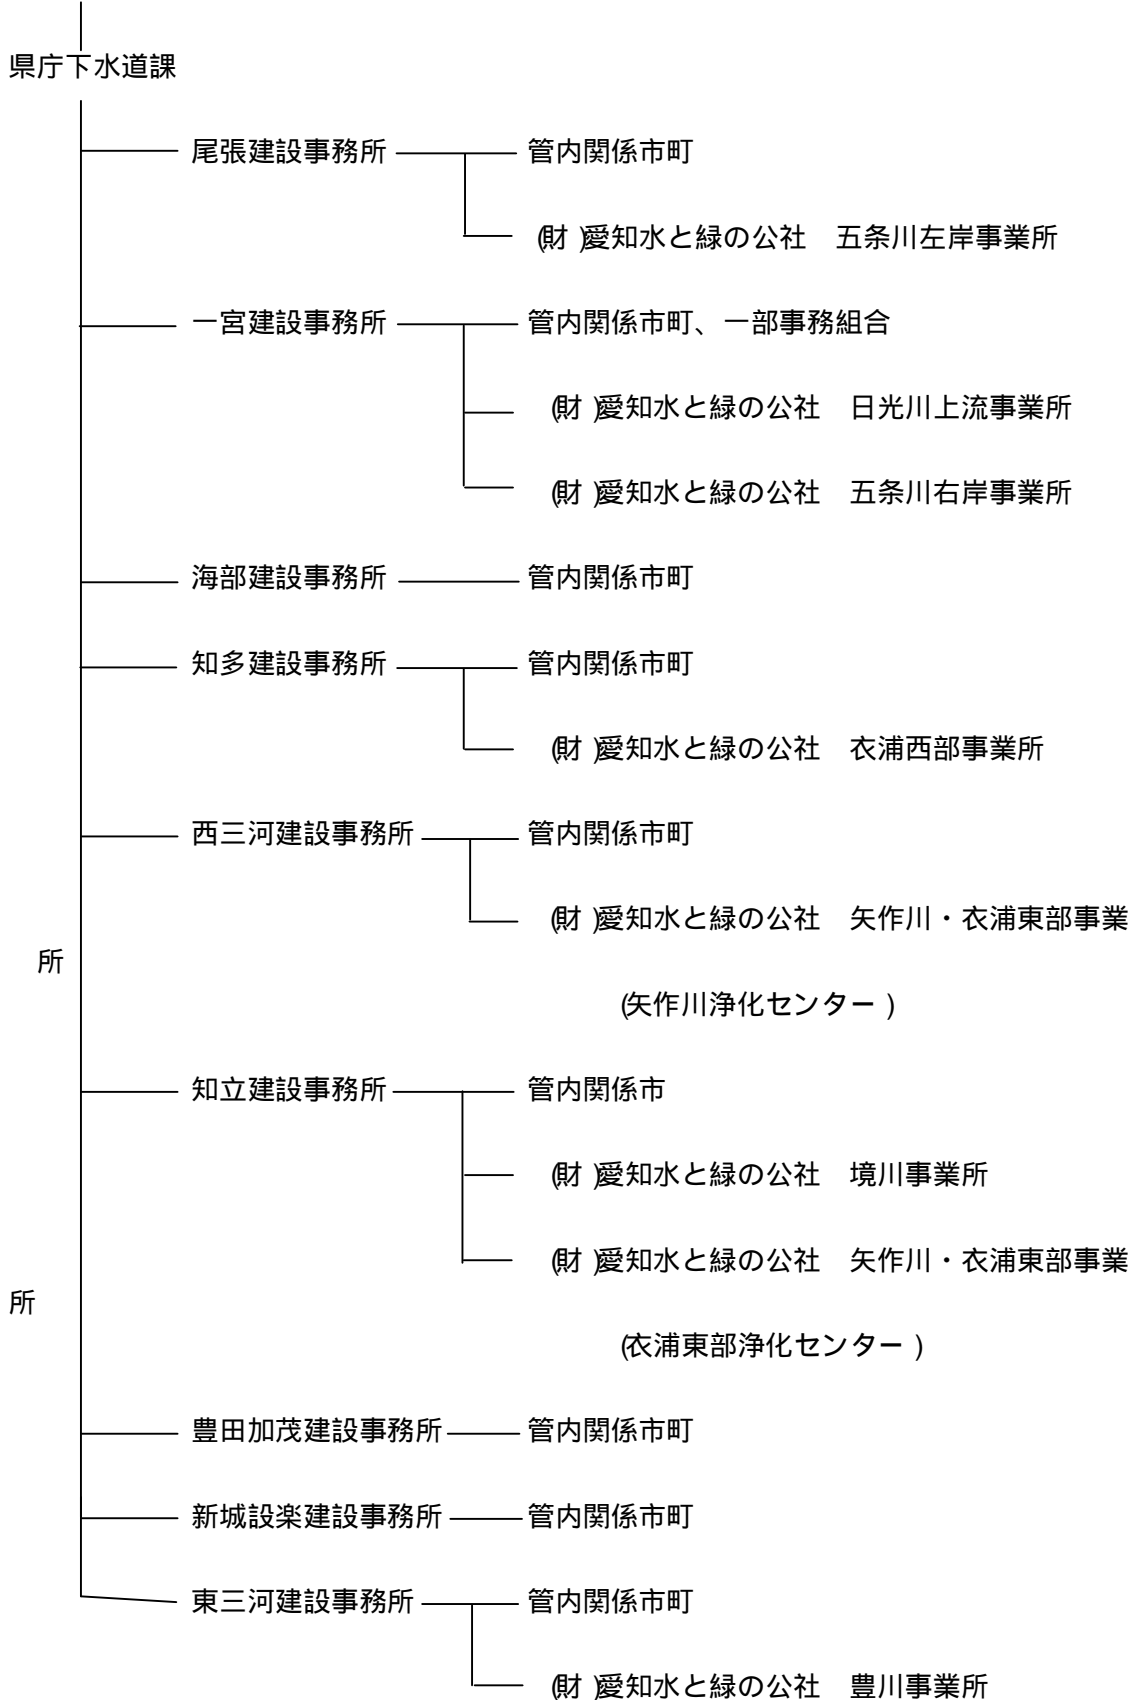 県庁下水道課
尾張建設事務所 管内関係市町
(財)愛知水と緑の公社 五条川左岸事業所
一宮建設事務所 管内関係市町、一部事務組合
(財)愛知水と緑の公社 日光川上流事業所
(財)愛知水と緑の公社 五条川右岸事業所
海部建設事務所 管内関係市町
知多建設事務所 管内関係市町
(財)愛知水と緑の公社 衣浦西部事業所
西三河建設事務所 管内関係市町
(財)愛知水と緑の公社 矢作川・衣浦東部事業
所
(矢作川浄化センター)
知立建設事務所 管内関係市
(財)愛知水と緑の公社 境川事業所
(財)愛知水と緑の公社 矢作川・衣浦東部事業
所
(衣浦東部浄化センター)
豊田加茂建設事務所 管内関係市町
新城設楽建設事務所 管内関係市町
東三河建設事務所 管内関係市町
(財)愛知水と緑の公社 豊川事業所